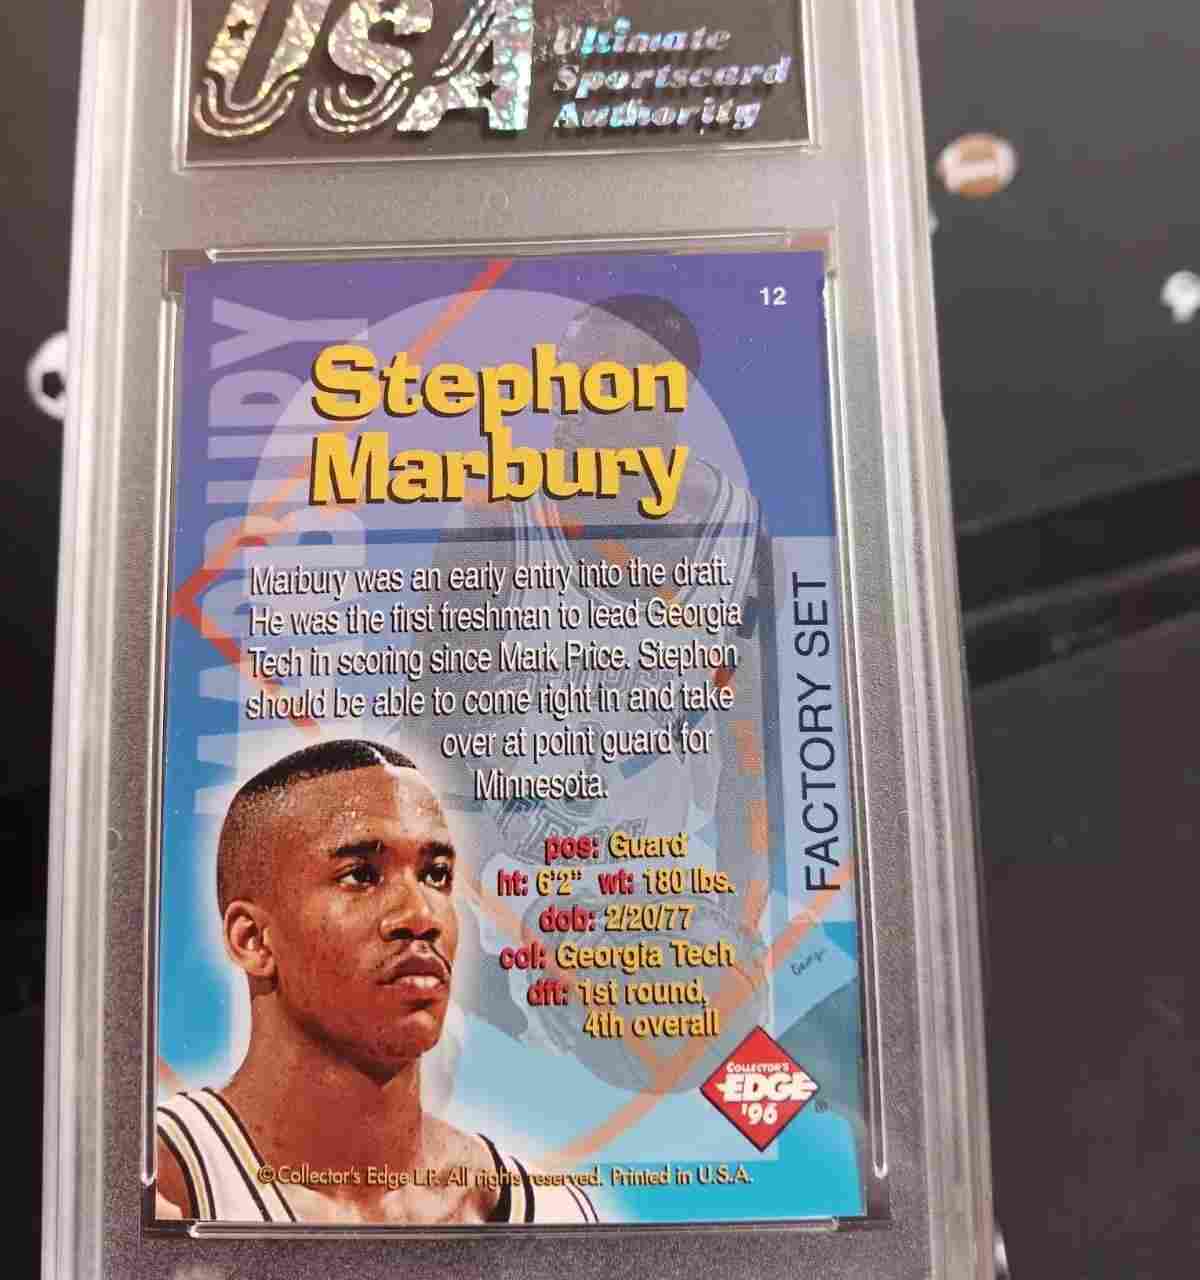 USA
Ultimate
Sportscard
Authority
12
MARBURY
Stephon
Marbury
Marbury was an early entry into the draft.
He was the first freshman to lead Georgia
Tech in scoring since Mark Price. Stephon
should be able to come right in and take
over at point guard for
Minnesota.
FACTORY SET
pos: Guard
ht: 6'2" wt: 180 lbs.
dob: 2/20/77
col: Georgia Tech
dft: 1st round,
4th overall
COLLECTOR'S
EDGE
'96
®
©Collector's Edge L.P. All rights reserved. Printed in U.S.A.